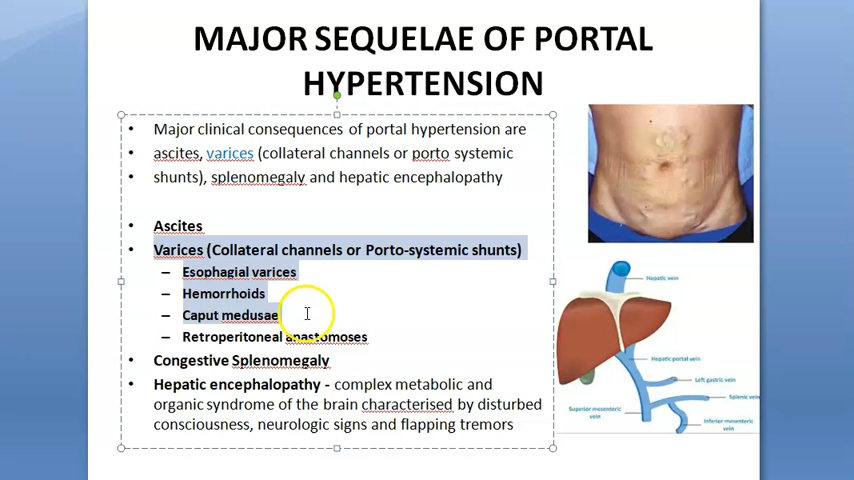 MAJOR SEQUELAE OF PORTAL
HYPERTENSION
• Major clinical consequences of portal hypertension are
• ascites, varices (collateral channels or porto systemic
• shunts), splenomegaly and hepatic encephalopathy
• Ascites
• Varices (Collateral channels or Porto-systemic shunts)
– Esophagial varices
– Hemorrhoids
– Caput medusae
– Retroperitoneal anastomoses
• Congestive Splenomegaly
• Hepatic encephalopathy - complex metabolic and
organic syndrome of the brain characterised by disturbed
consciousness, neurologic signs and flapping tremors
Hepatic vein
Hepatic portal vein
Left gastric vein
Splenic vein
Superior mesenteric
vein
Inferior mesenteric
vein